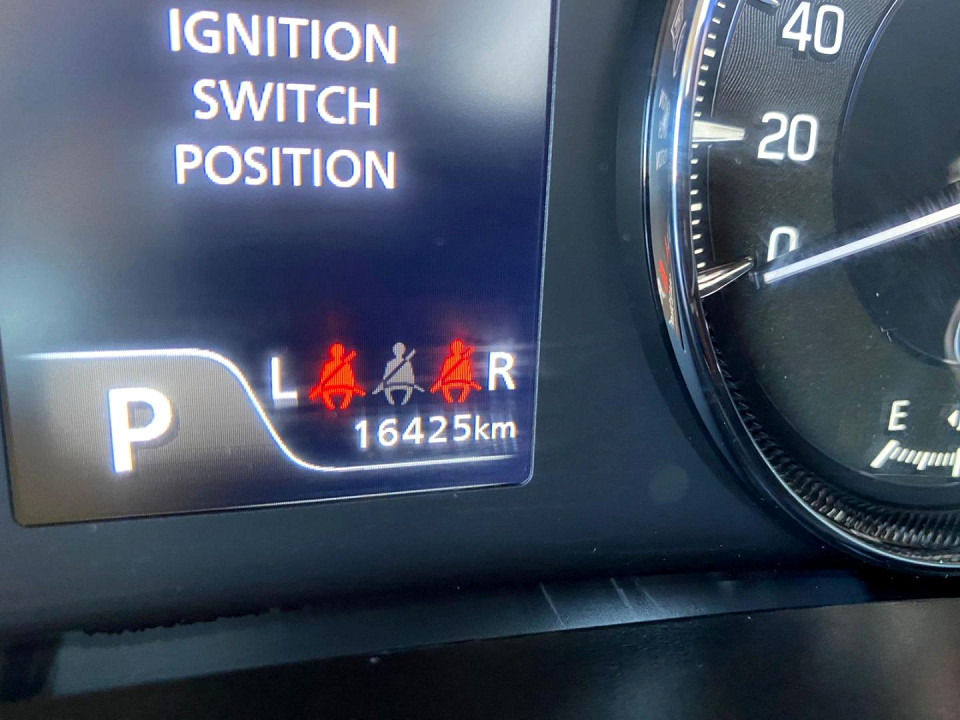 IGNITION
SWITCH
POSITION
L R
16425km
P
40
20
0
E